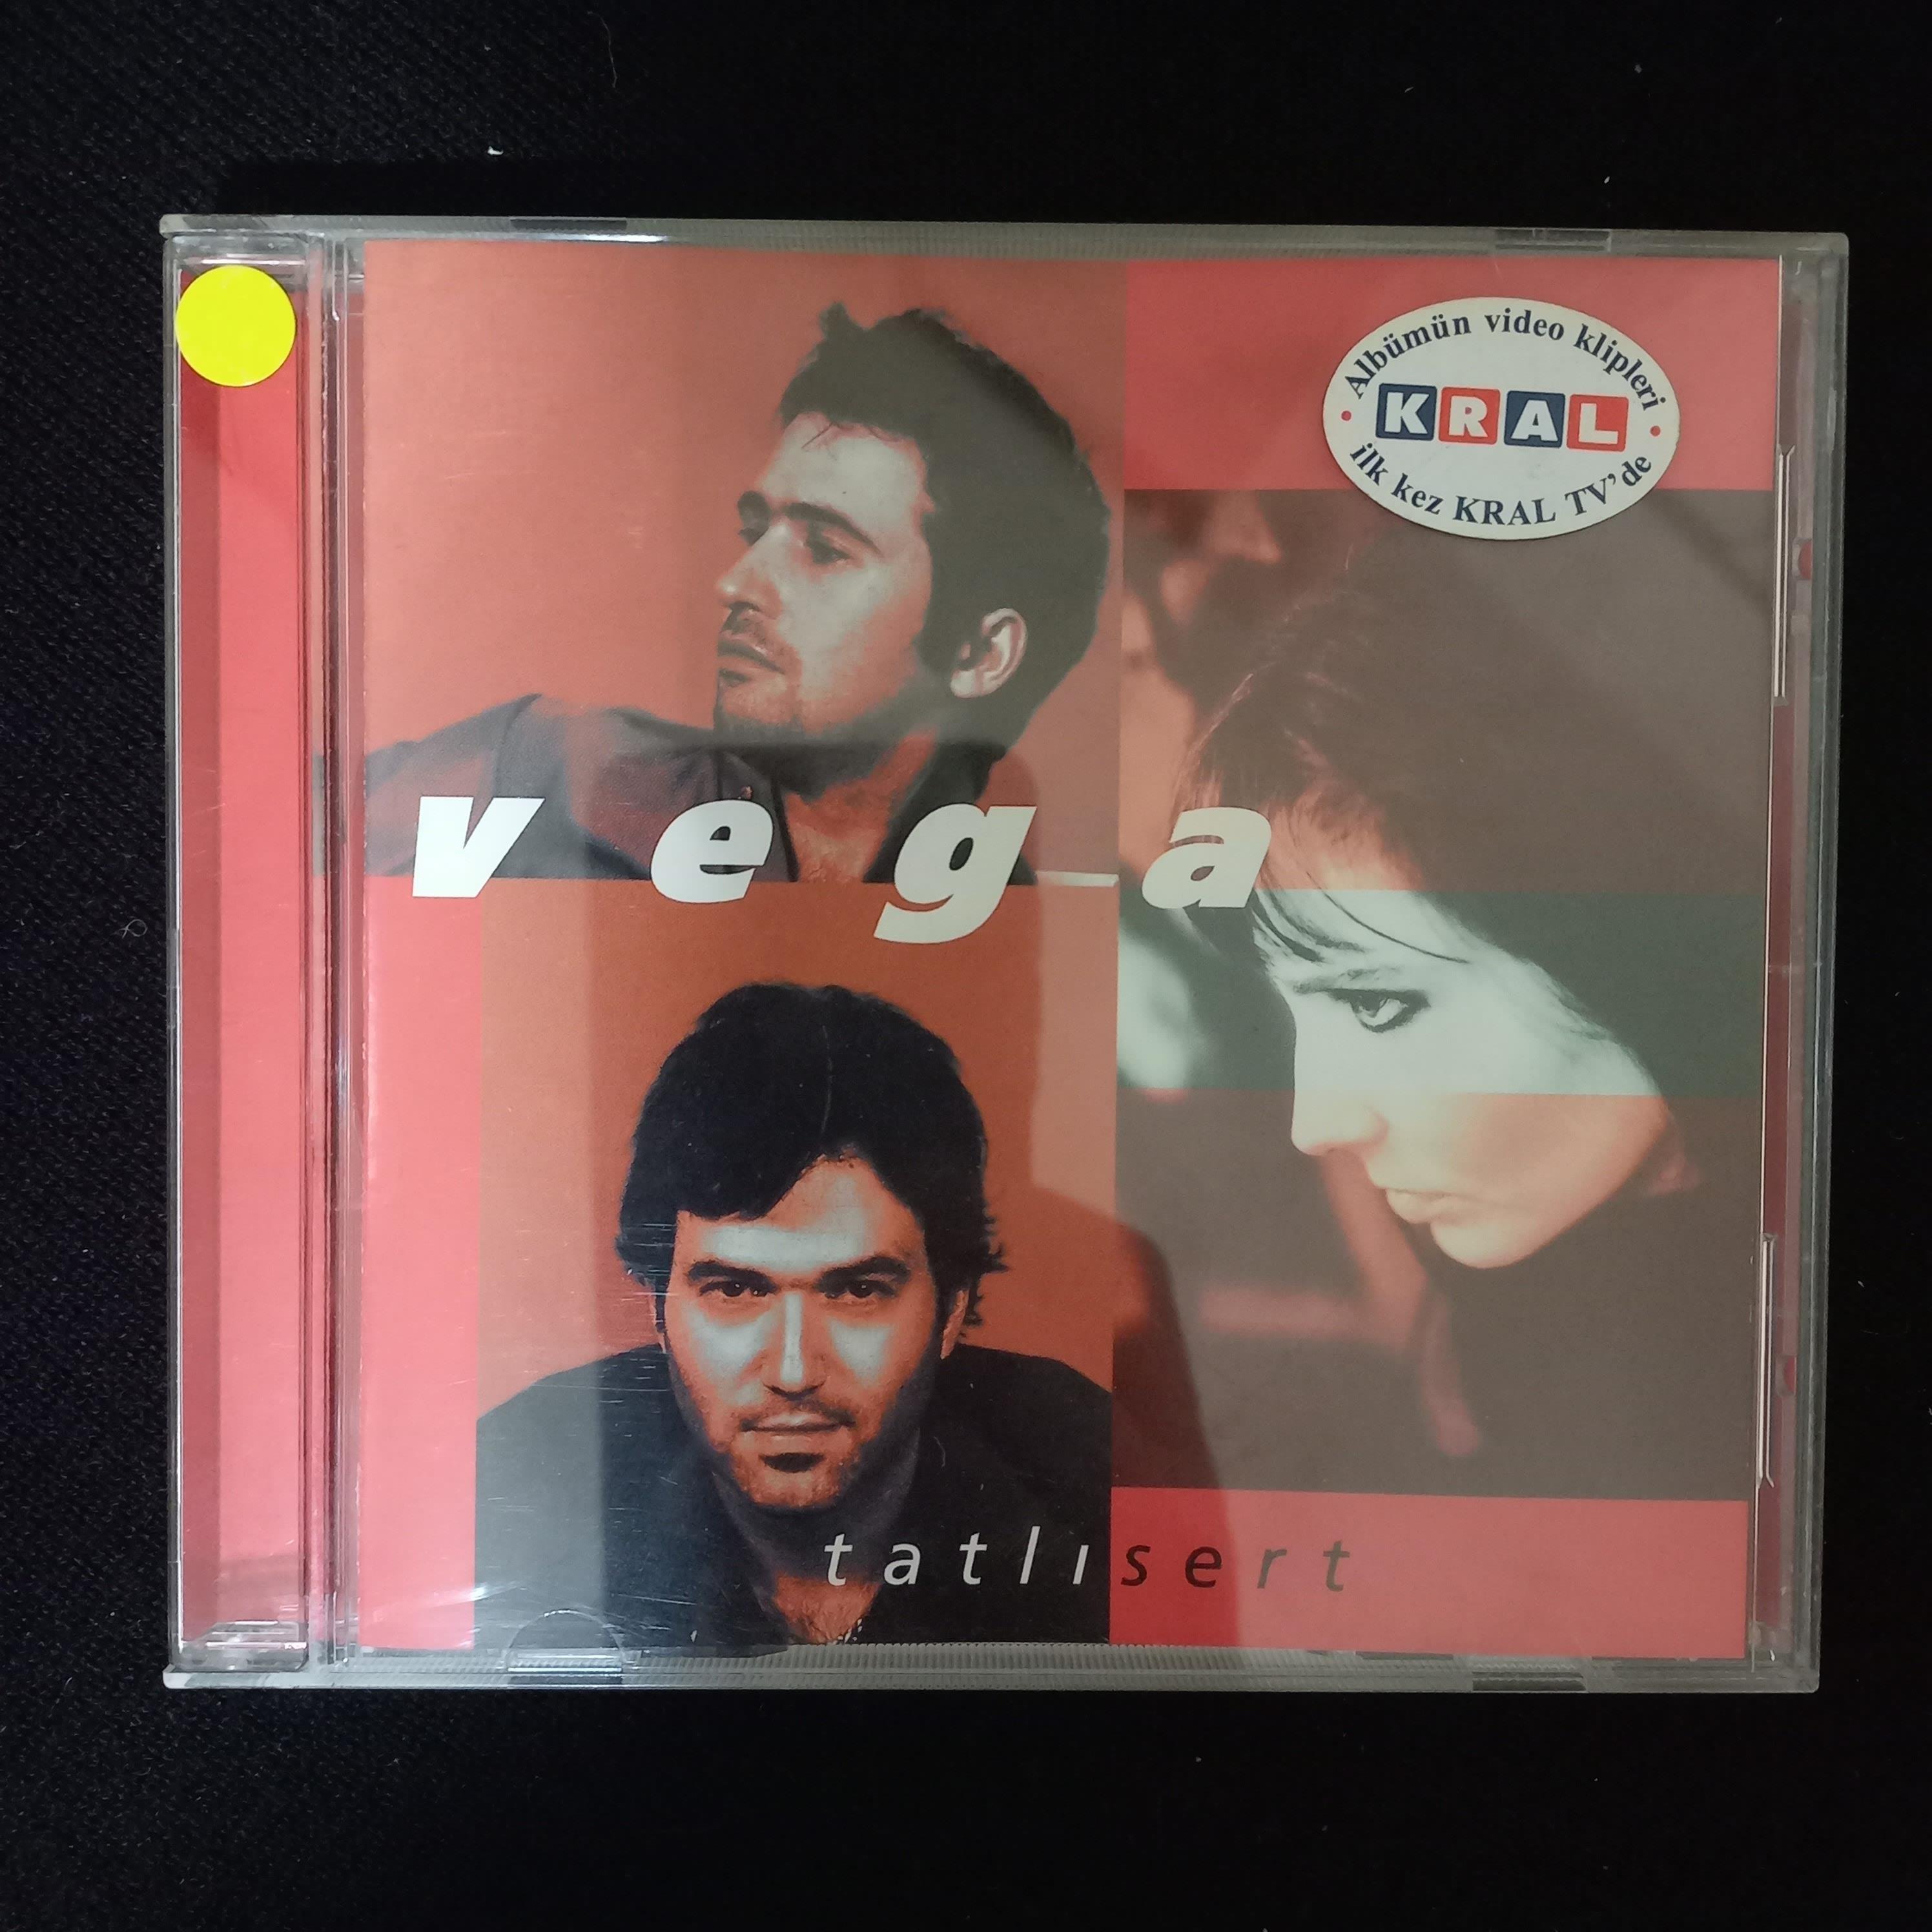 Albümün video klipleri
KRAL
ilk kez KRAL TV'de
vega
tatlısert